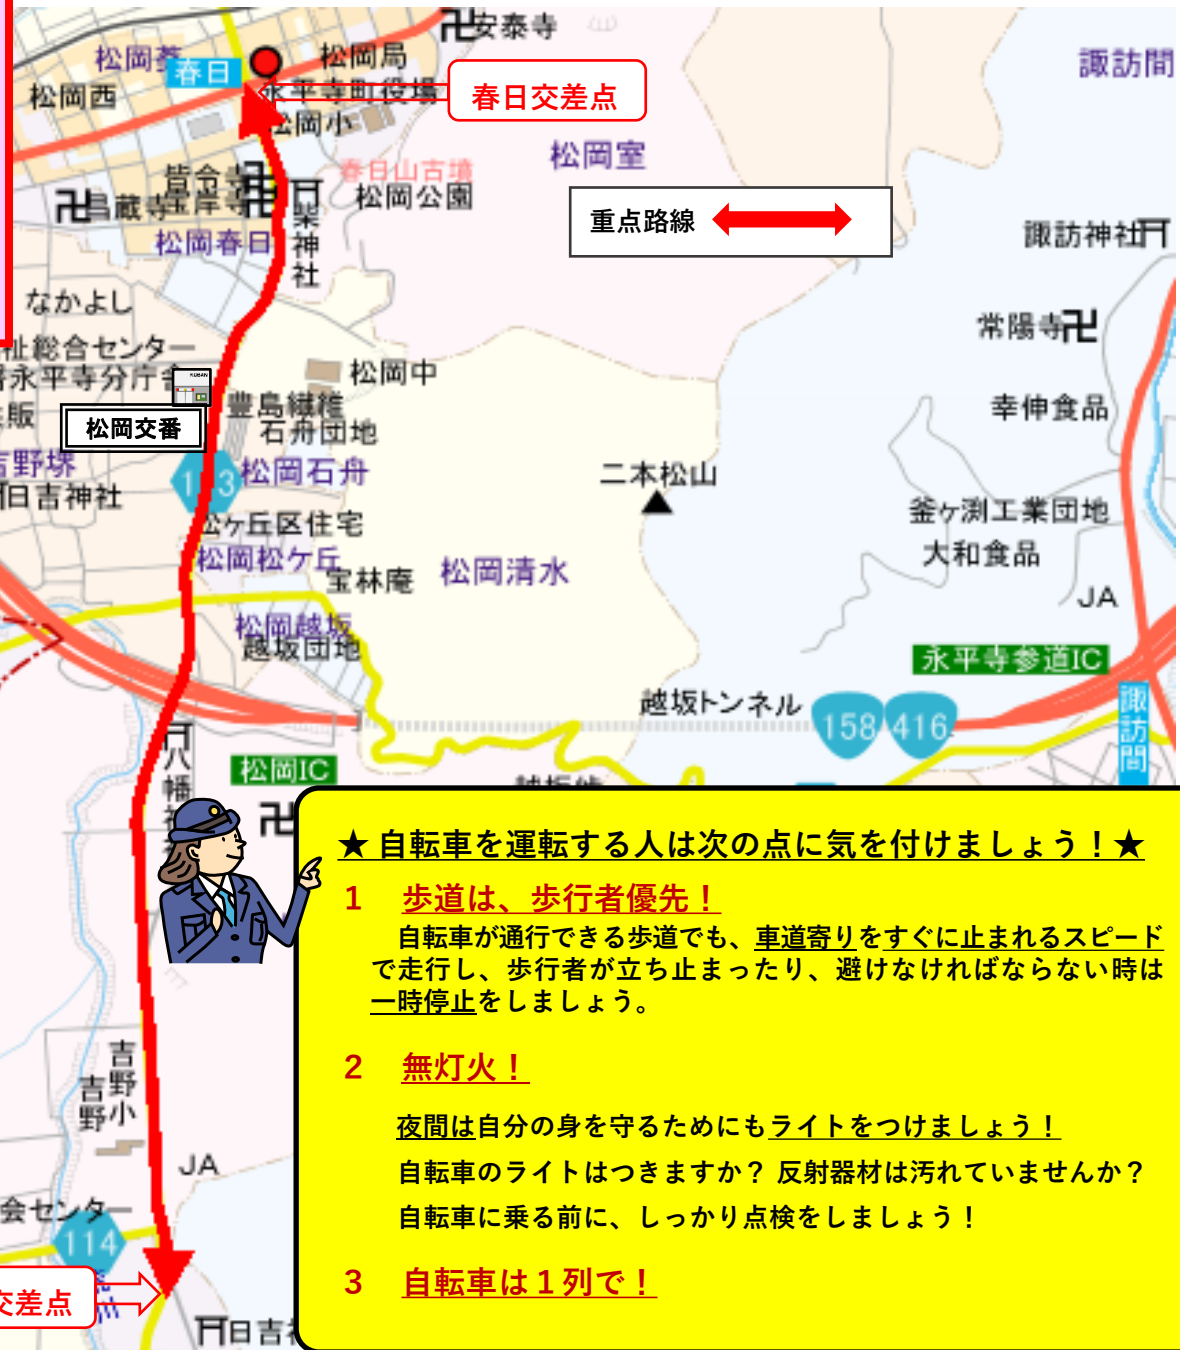 安泰寺
松岡局
諏訪間
春日
松岡西
永平寺町役場
春日交差点
松岡小
松岡室
春日山古墳
皆令寺
松岡公園
昌蔵寺
宝岸寺
柴神社
重点路線
松岡春日
諏訪神社
なかよし
常陽寺
祉総合センター
松岡中
永平寺分庁舎
KOBAN
幸伸食品
豊島繊維
松岡交番
石舟団地
吉野堺
松岡石舟
二本松山
日吉神社
釜ヶ渕工業団地
松ヶ丘区住宅
大和食品
松岡松ケ丘
宝林庵
松岡清水
JA
松岡越坂
越坂団地
永平寺参道IC
越坂トンネル
158
416
諏訪間
八幡神
松岡IC
★ 自転車を運転する人は次の点に気を付けましょう！★
1 歩道は、歩行者優先！
自転車が通行できる歩道でも、車道寄りをすぐに止まれるスピード
で走行し、歩行者が立ち止まったり、避けなければならない時は
一時停止をしましょう。
2 無灯火！
夜間は自分の身を守るためにもライトをつけましょう！
自転車のライトはつきますか？ 反射器材は汚れていませんか？
自転車に乗る前に、しっかり点検をしましょう！
3 自転車は１列で！
吉野
吉野小
JA
会センター
114
交差点
日吉